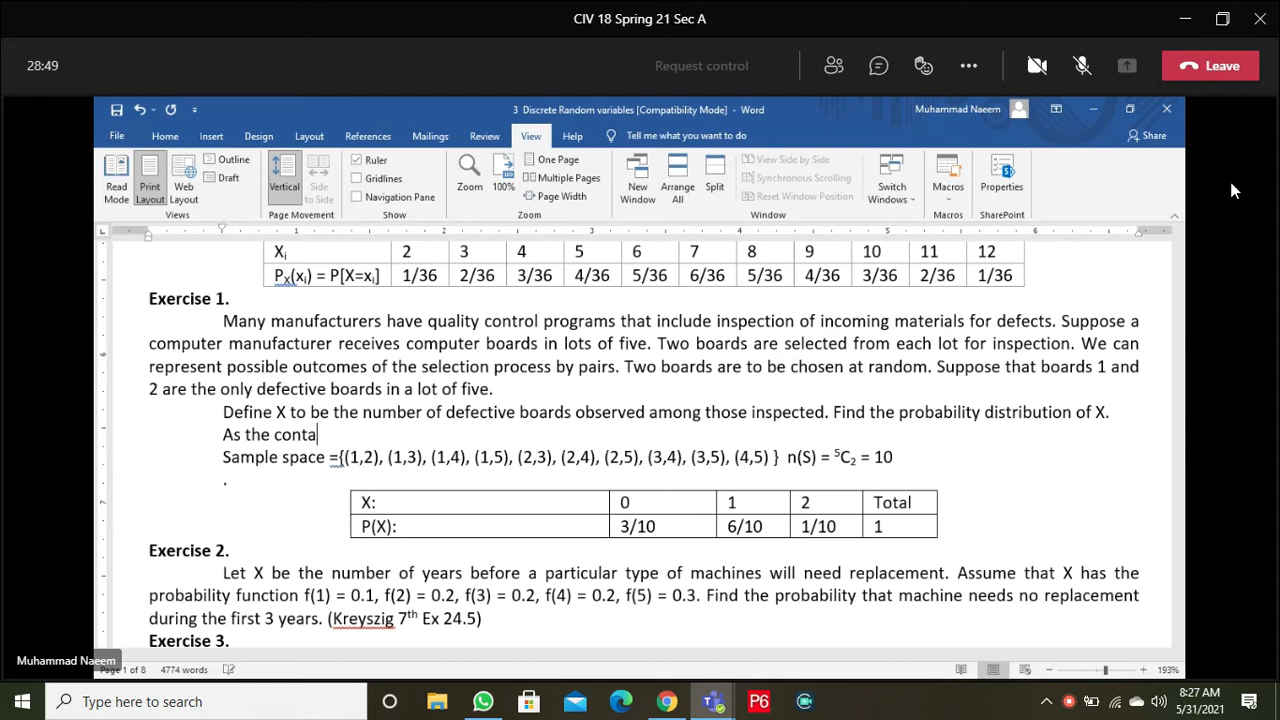 CIV 18 Spring 21 Sec A
28:49
Request control
Leave
3 Discrete Random variables [Compatibility Mode] - Word
Muhammad Naeem
File Home Insert Design Layout References Mailings Review View Help Tell me what you want to do Share
Read Mode
Print Layout
Web Layout
Outline
Draft
Views
Vertical
Side to Side
Page Movement
Ruler
Gridlines
Navigation Pane
Show
Zoom
100%
One Page
Multiple Pages
Page Width
Zoom
New Window
Arrange All
Split
View Side by Side
Synchronous Scrolling
Reset Window Position
Window
Switch Windows
Macros
Macros
Properties
SharePoint
1 2 3 4 5 6
Xᵢ 2 3 4 5 6 7 8 9 10 11 12
Pₓ(xᵢ) = P[X=xᵢ] 1/36 2/36 3/36 4/36 5/36 6/36 5/36 4/36 3/36 2/36 1/36
Exercise 1.
Many manufacturers have quality control programs that include inspection of incoming materials for defects. Suppose a
computer manufacturer receives computer boards in lots of five. Two boards are selected from each lot for inspection. We can
represent possible outcomes of the selection process by pairs. Two boards are to be chosen at random. Suppose that boards 1 and
2 are the only defective boards in a lot of five.
Define X to be the number of defective boards observed among those inspected. Find the probability distribution of X.
As the conta
Sample space ={(1,2), (1,3), (1,4), (1,5), (2,3), (2,4), (2,5), (3,4), (3,5), (4,5) } n(S) = ⁵C₂ = 10
.
X: 0 1 2 Total
P(X): 3/10 6/10 1/10 1
Exercise 2.
Let X be the number of years before a particular type of machines will need replacement. Assume that X has the
probability function f(1) = 0.1, f(2) = 0.2, f(3) = 0.2, f(4) = 0.2, f(5) = 0.3. Find the probability that machine needs no replacement
during the first 3 years. (Kreyszig 7ᵗʰ Ex 24.5)
Exercise 3.
Muhammad Naeem
Page 1 of 8 4774 words 193%
Type here to search
P6
8:27 AM
5/31/2021